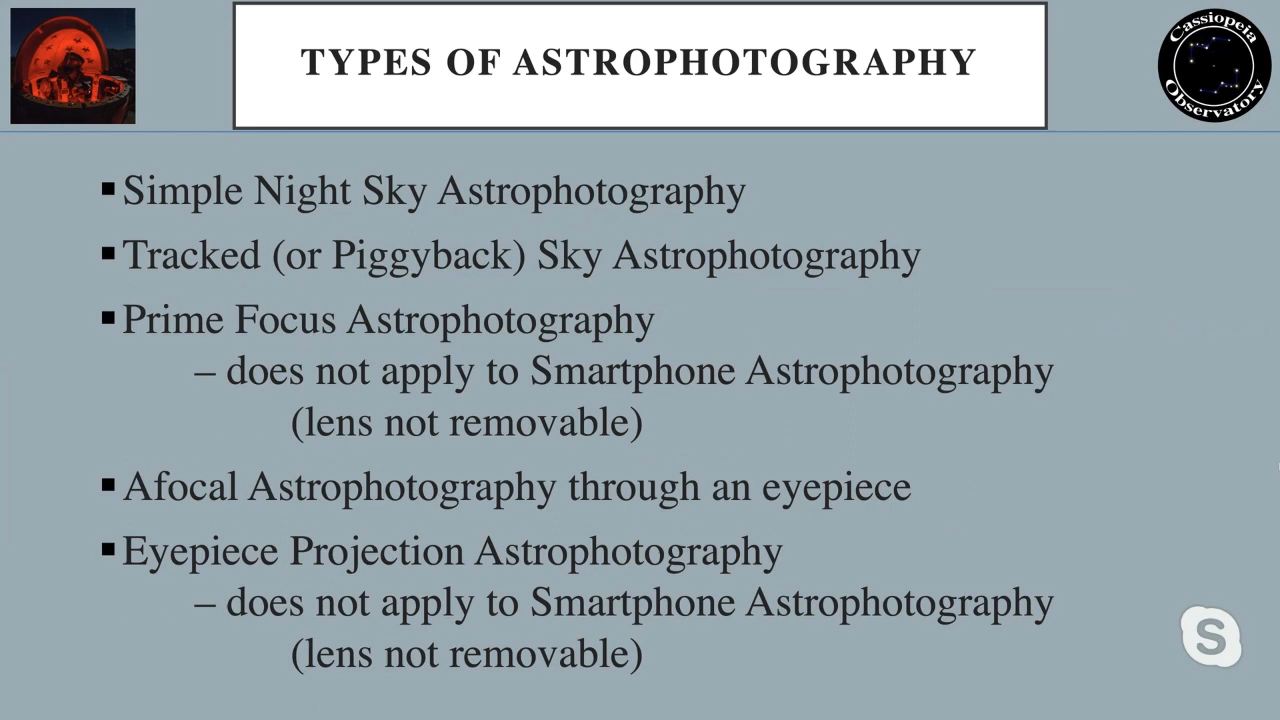 TYPES OF ASTROPHOTOGRAPHY
Cassiopeia
Observatory
▪Simple Night Sky Astrophotography
▪Tracked (or Piggyback) Sky Astrophotography
▪Prime Focus Astrophotography
– does not apply to Smartphone Astrophotography
(lens not removable)
▪Afocal Astrophotography through an eyepiece
▪Eyepiece Projection Astrophotography
– does not apply to Smartphone Astrophotography
(lens not removable)
S